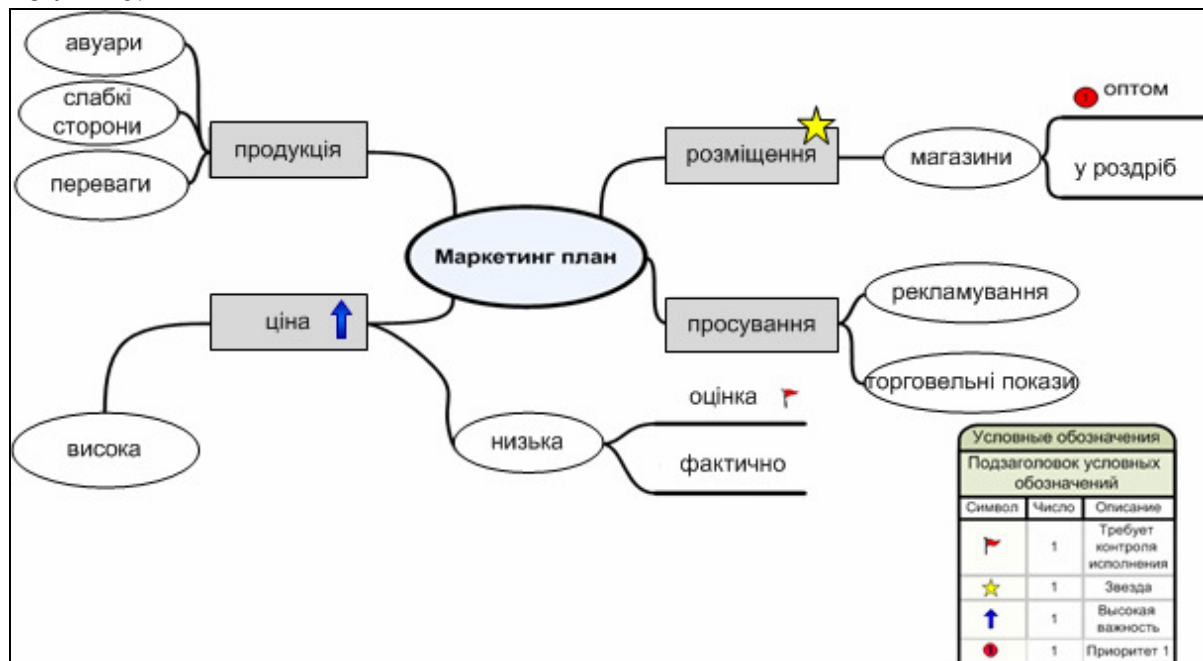 авуари
слабкі
сторони
переваги
продукція
розміщення
магазини
1 оптом
у роздріб
Маркетинг план
ціна
просування
рекламування
торговельні покази
висока
низька
оцінка
фактично
Условные обозначения
Подзаголовок условных
обозначений
Символ Число Описание
1 Требует
контроля
исполнения
1 Звезда
1 Высокая
важность
1 1 Приоритет 1